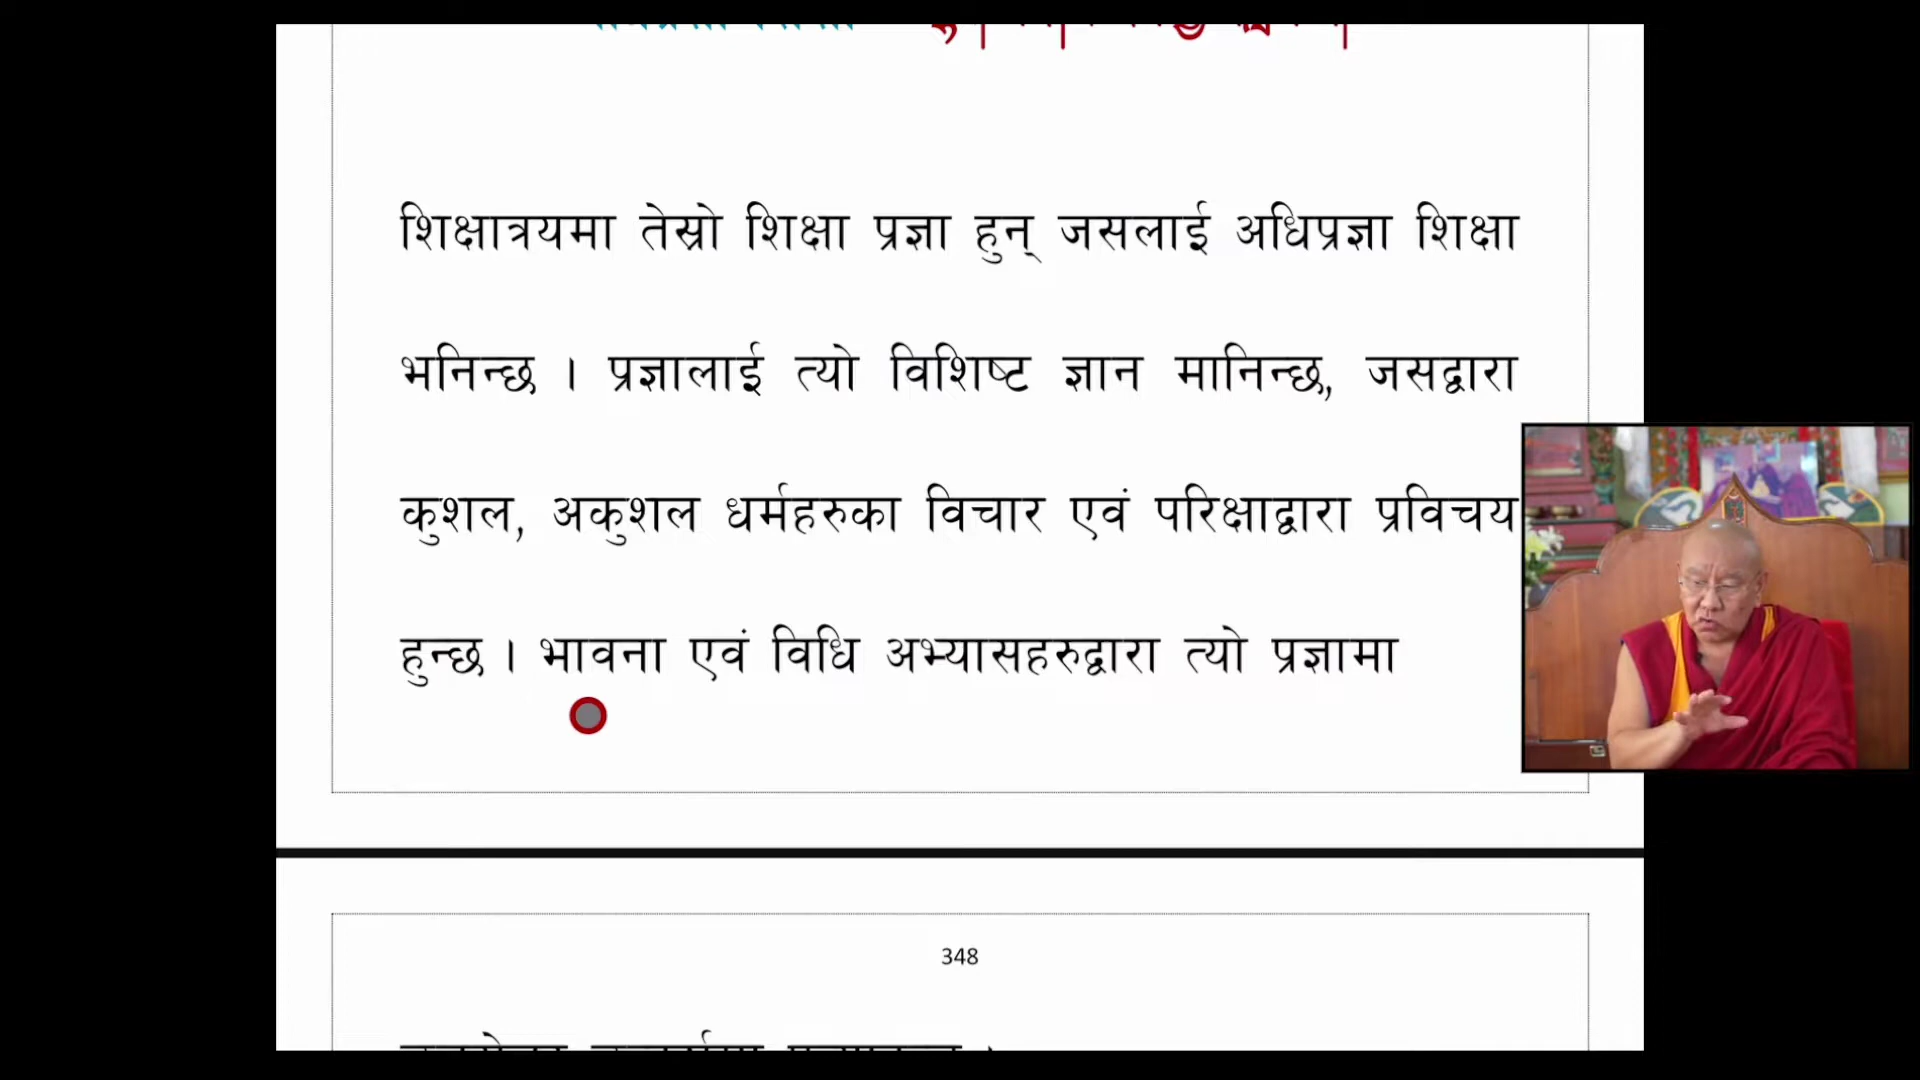 शिक्षात्रयमा तेस्रो शिक्षा प्रज्ञा हुन् जसलाई अधिप्रज्ञा शिक्षा
भनिन्छ । प्रज्ञालाई त्यो विशिष्ट ज्ञान मानिन्छ, जसद्वारा
कुशल, अकुशल धर्महरुका विचार एवं परिक्षाद्वारा प्रविचय
हुन्छ । भावना एवं विधि अभ्यासहरुद्वारा त्यो प्रज्ञामा
348